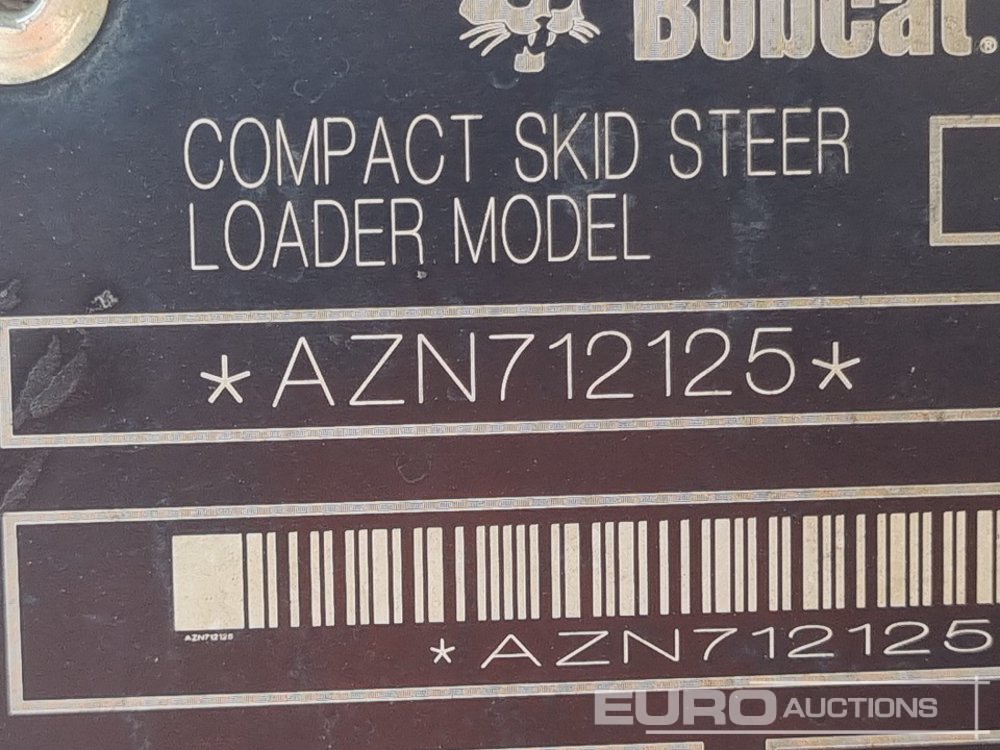 Bobcat®
COMPACT SKID STEER
LOADER MODEL
*AZN712125*
AZN712125
*AZN712125
EURO AUCTIONS